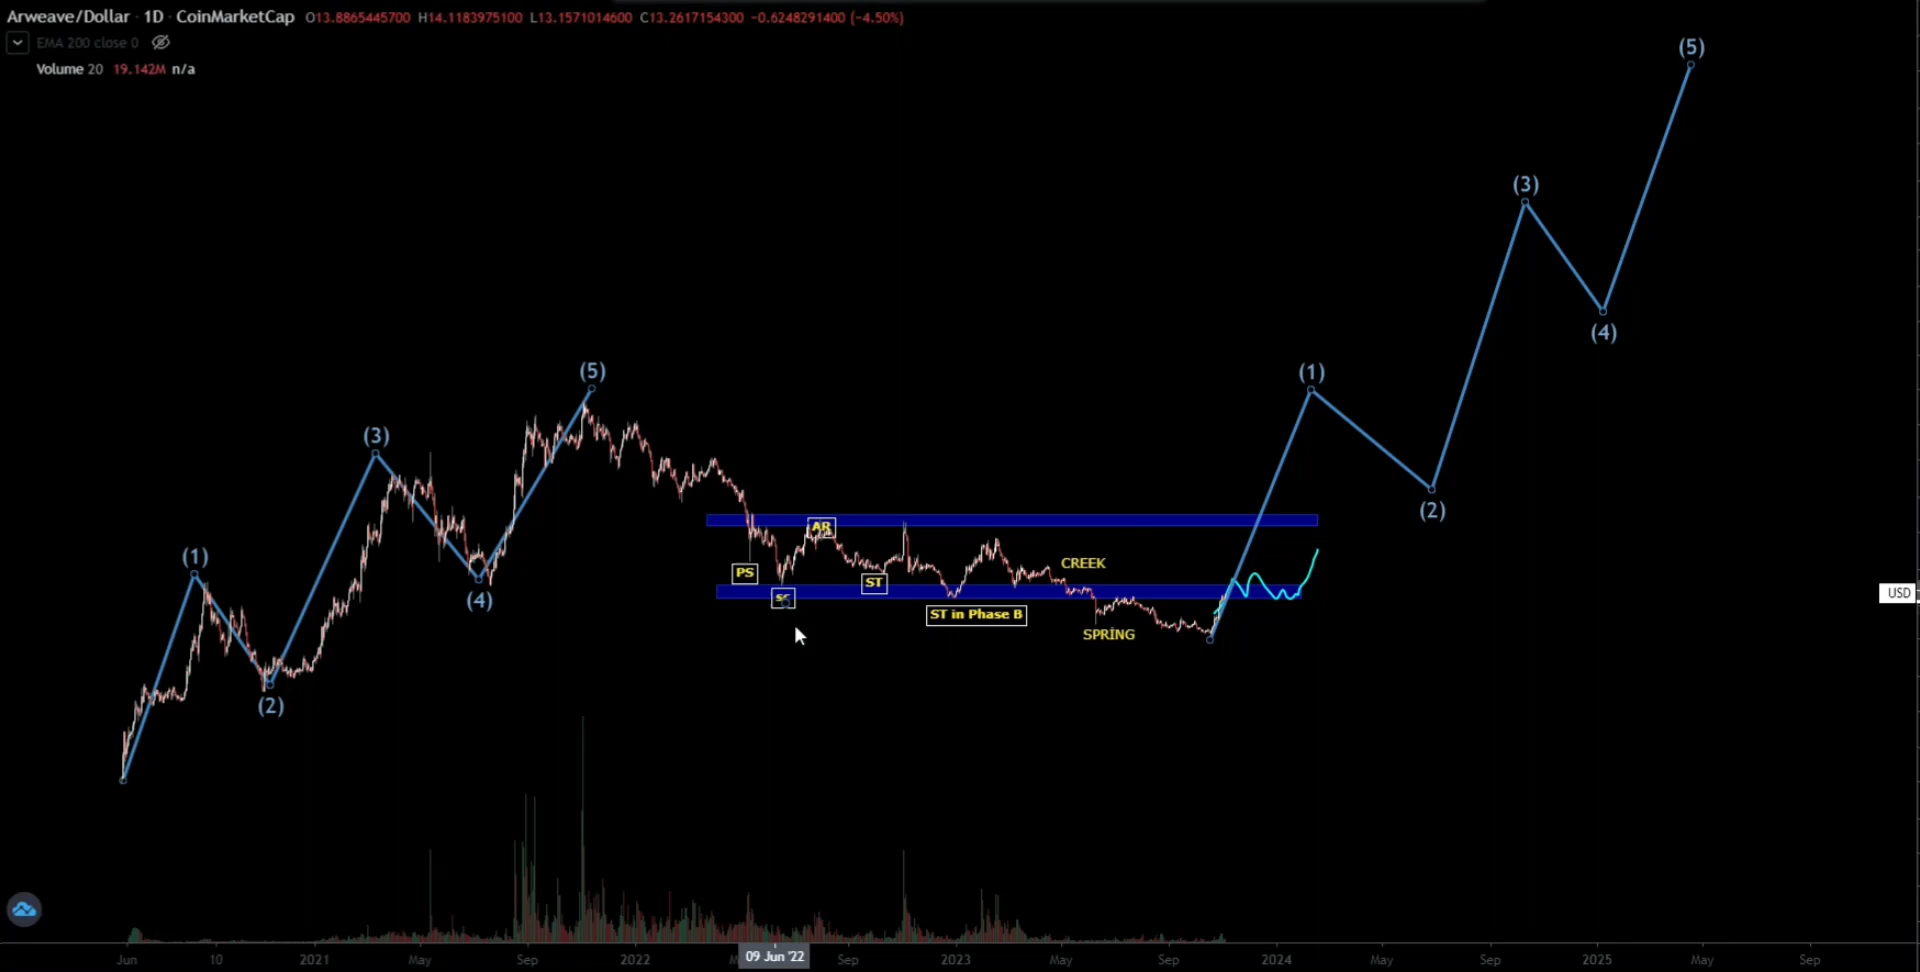 Arweave/Dollar · 1D · CoinMarketCap O13.8865445700 H14.1183975100 L13.1571014600 C13.2617154300 −0.6248291400 (−4.50%)
EMA 200 close 0
Volume 20 19.142M n/a
(5)
(3)
(4)
(1)
(5)
(2)
(3)
(1)
(4)
(2)
AR
CREEK
PS
ST
USD
ST in Phase B
SPRİNG
Jun 10 2021 May Sep 2022 09 Jun '22 Sep 2023 May Sep 2024 May Sep 2025 May Sep